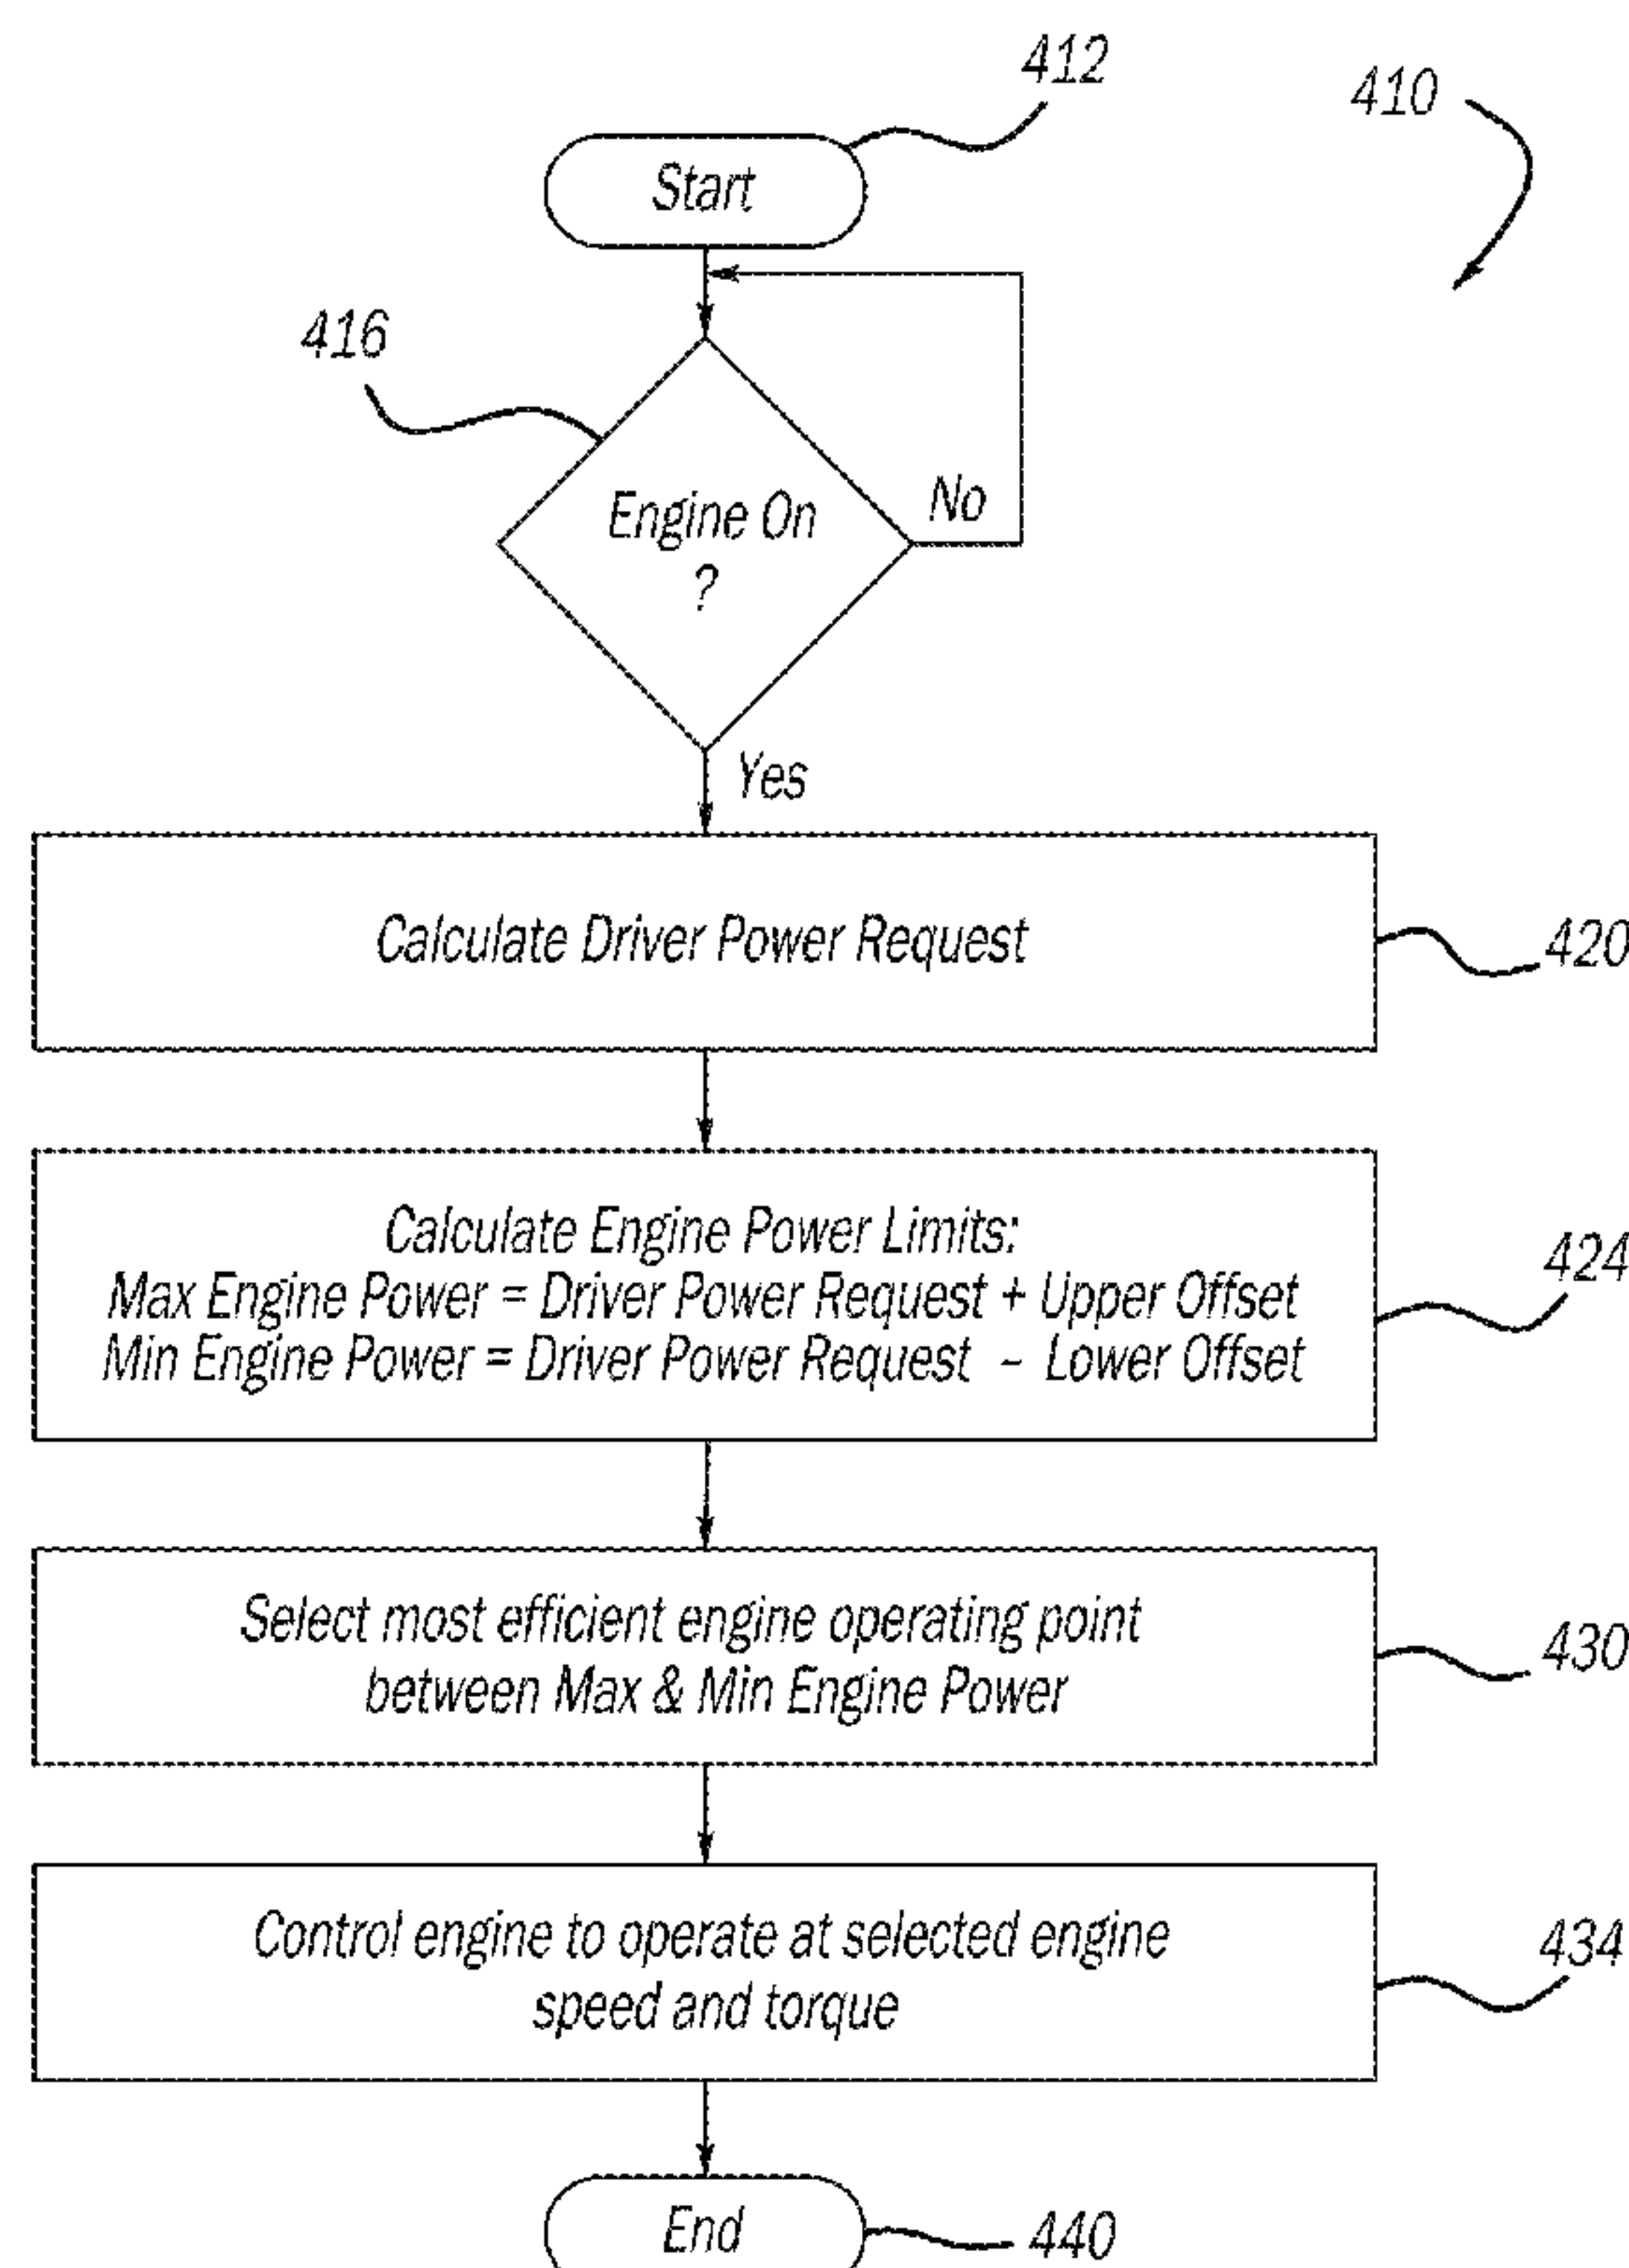 412
410
Start
416
Engine On
?
No
Yes
Calculate Driver Power Request
420
Calculate Engine Power Limits:
Max Engine Power = Driver Power Request + Upper Offset
Min Engine Power = Driver Power Request - Lower Offset
424
Select most efficient engine operating point
between Max & Min Engine Power
430
Control engine to operate at selected engine
speed and torque
434
End
440